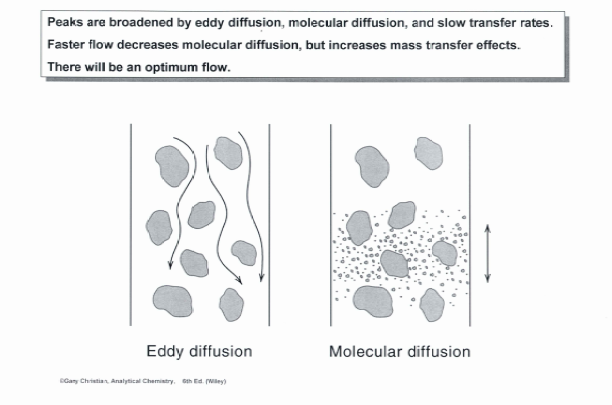 Peaks are broadened by eddy diffusion, molecular diffusion, and slow transfer rates.
Faster flow decreases molecular diffusion, but increases mass transfer effects.
There will be an optimum flow.
Eddy diffusion
Molecular diffusion
©Gary Christian, Analytical Chemistry, 6th Ed. (Wiley)